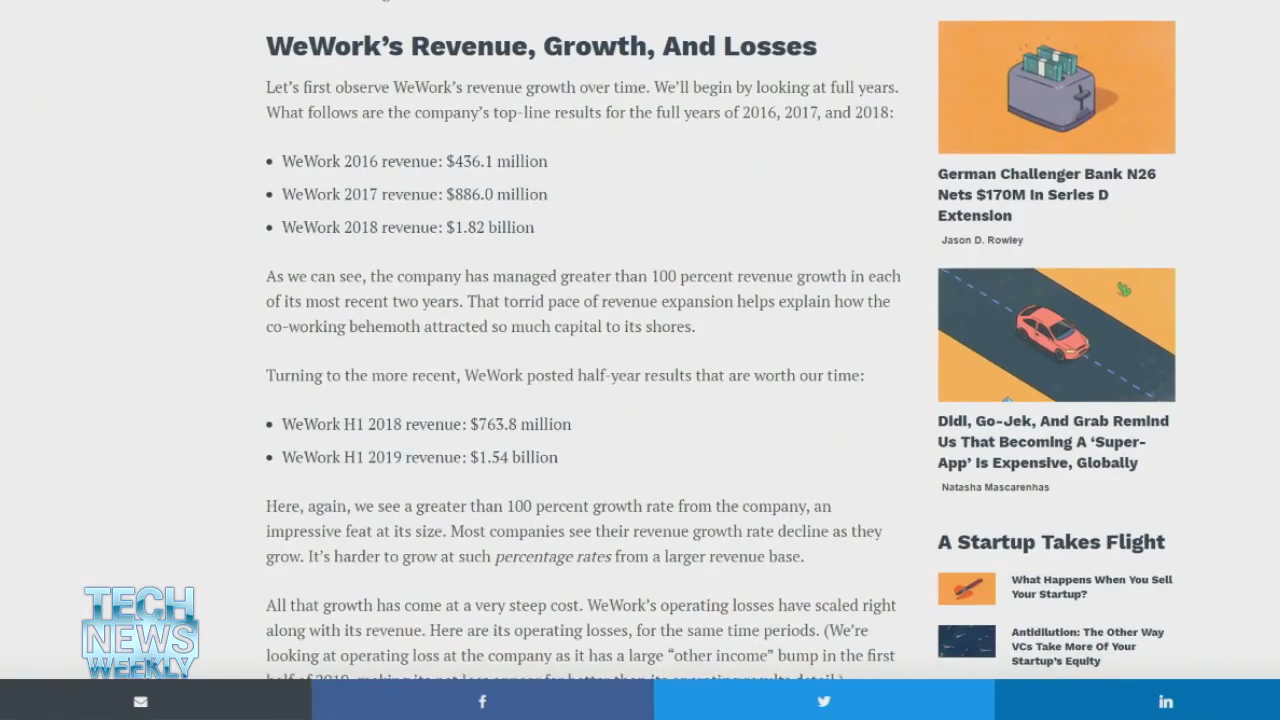 WeWork’s Revenue, Growth, And Losses
Let’s first observe WeWork’s revenue growth over time. We’ll begin by looking at full years.
What follows are the company’s top-line results for the full years of 2016, 2017, and 2018:
• WeWork 2016 revenue: $436.1 million
• WeWork 2017 revenue: $886.0 million
• WeWork 2018 revenue: $1.82 billion
As we can see, the company has managed greater than 100 percent revenue growth in each
of its most recent two years. That torrid pace of revenue expansion helps explain how the
co-working behemoth attracted so much capital to its shores.
Turning to the more recent, WeWork posted half-year results that are worth our time:
• WeWork H1 2018 revenue: $763.8 million
• WeWork H1 2019 revenue: $1.54 billion
Here, again, we see a greater than 100 percent growth rate from the company, an
impressive feat at its size. Most companies see their revenue growth rate decline as they
grow. It’s harder to grow at such percentage rates from a larger revenue base.
All that growth has come at a very steep cost. WeWork’s operating losses have scaled right
along with its revenue. Here are its operating losses, for the same time periods. (We’re
looking at operating loss at the company as it has a large “other income” bump in the first
German Challenger Bank N26
Nets $170M In Series D
Extension
Jason D. Rowley
Didi, Go-Jek, And Grab Remind
Us That Becoming A ‘Super-
App’ Is Expensive, Globally
Natasha Mascarenhas
A Startup Takes Flight
What Happens When You Sell
Your Startup?
Antidilution: The Other Way
VCs Take More Of Your
Startup’s Equity
TECH
NEWS
WEEKLY